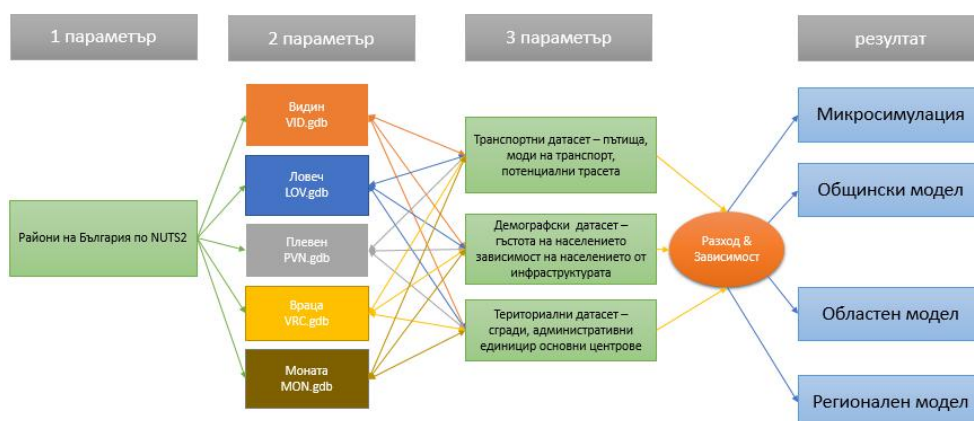 1 параметър
2 параметър
3 параметър
резултат
Райони на България по NUTS2
Видин
VID.gdb
Ловеч
LOV.gdb
Плевен
PVN.gdb
Враца
VRC.gdb
Моната
MON.gdb
Транспортни датасет – пътища,
моди на транспорт,
потенциални трасета
Демографски датасет –
гъстота на населението
зависимост на населението от
инфраструктурата
Териториални датасет –
сгради, административни
единицир основни центрове
Разход &
Зависимост
Микросимулация
Общински модел
Областен модел
Регионален модел